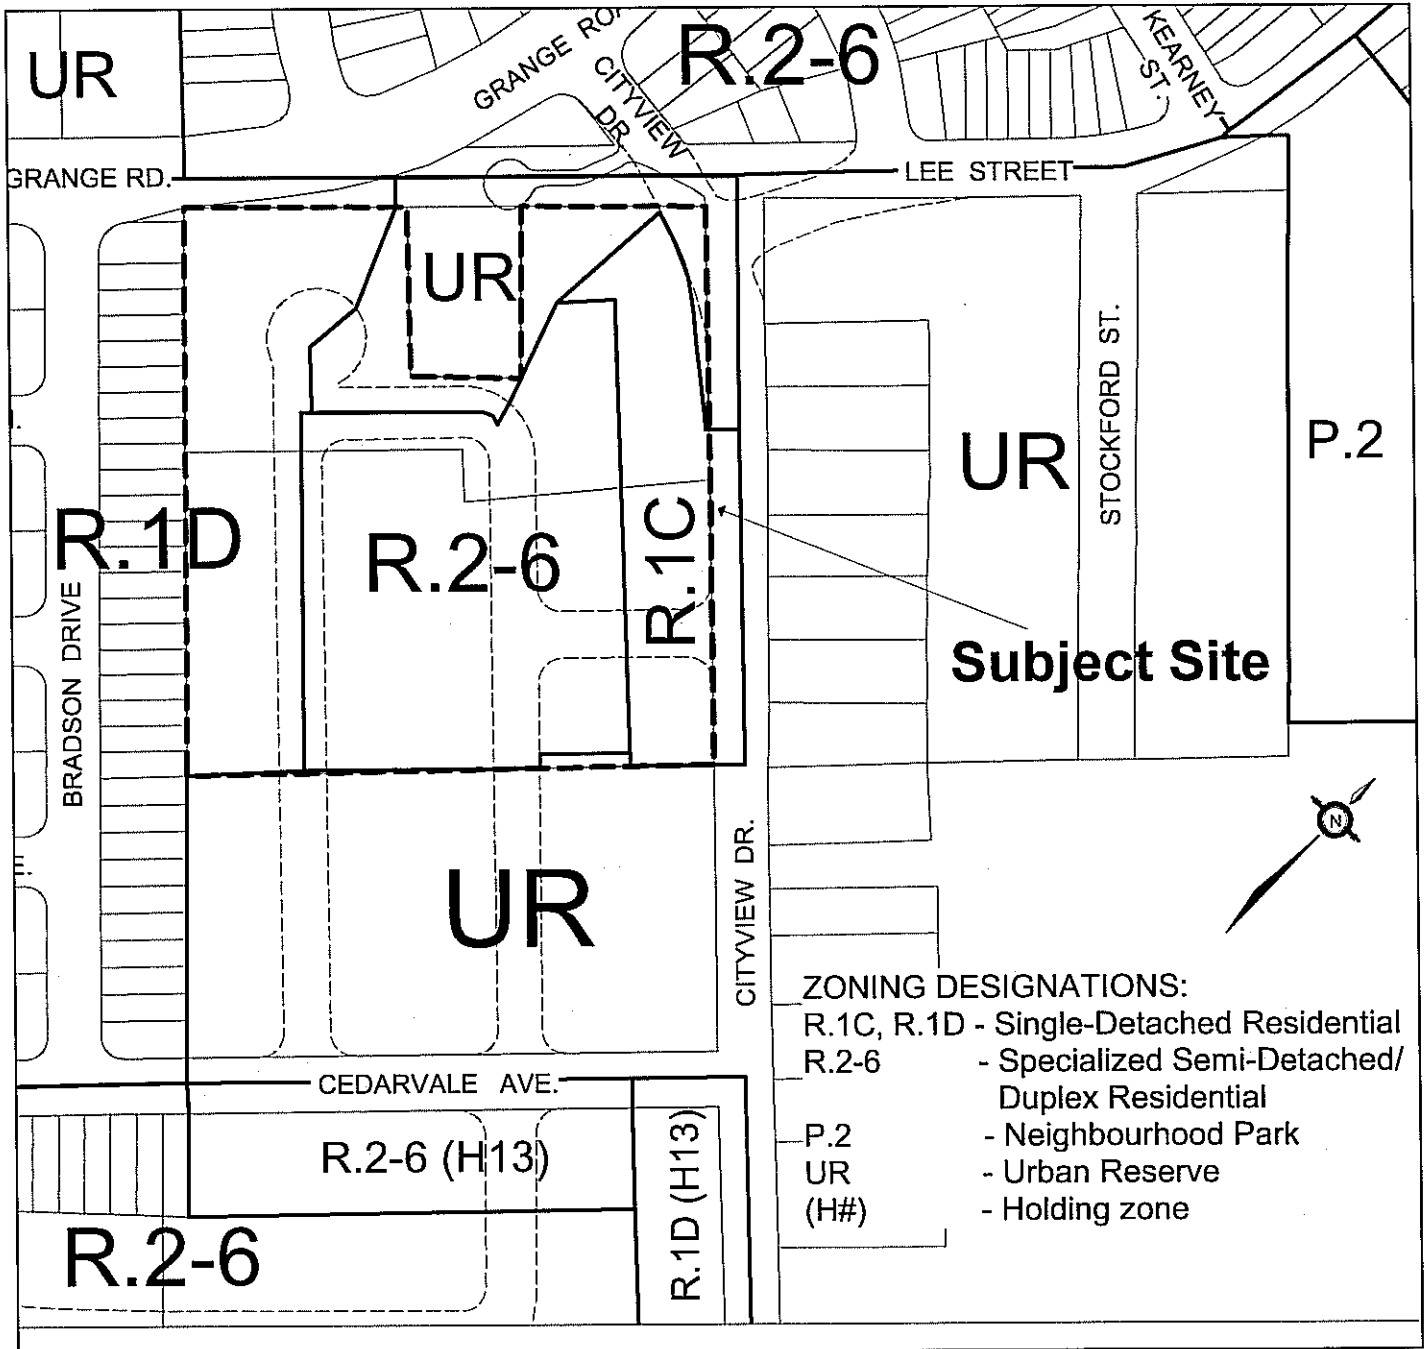 UR
R.2-6
KEARNEY
ST.
GRANGE ROA
CITYVIEW
DR
GRANGE RD.
LEE STREET
UR
UR
STOCKFORD ST.
P.2
R.1D
R.2-6
R.1C
BRADSON DRIVE
Subject Site
N
E.
UR
CITYVIEW DR.
ZONING DESIGNATIONS:
R.1C, R.1D - Single-Detached Residential
R.2-6 - Specialized Semi-Detached/
Duplex Residential
P.2 - Neighbourhood Park
UR - Urban Reserve
(H#) - Holding zone
CEDARVALE AVE.
R.2-6 (H13)
R.1D (H13)
R.2-6